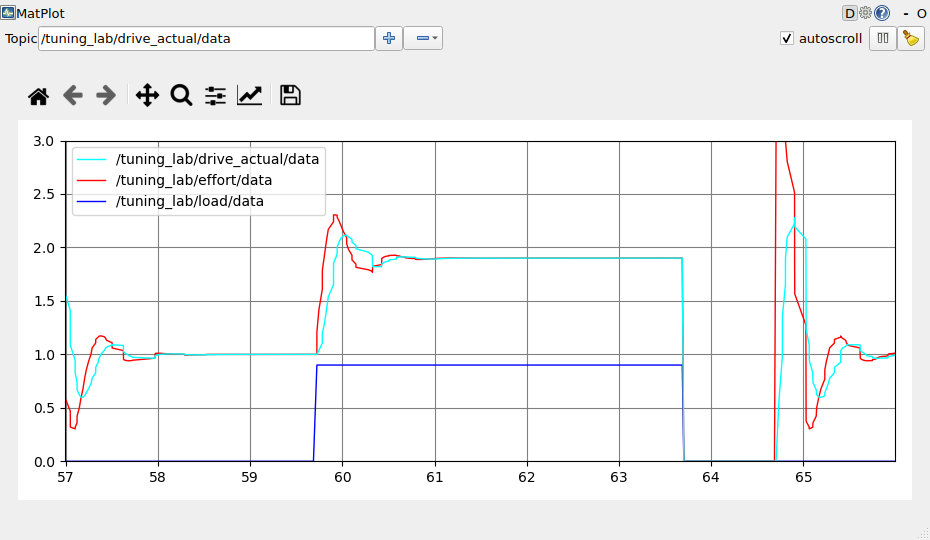 MatPlot D ? - O
Topic /tuning_lab/drive_actual/data autoscroll
3.0
2.5
2.0
1.5
1.0
0.5
0.0
/tuning_lab/drive_actual/data
/tuning_lab/effort/data
/tuning_lab/load/data
57 58 59 60 61 62 63 64 65